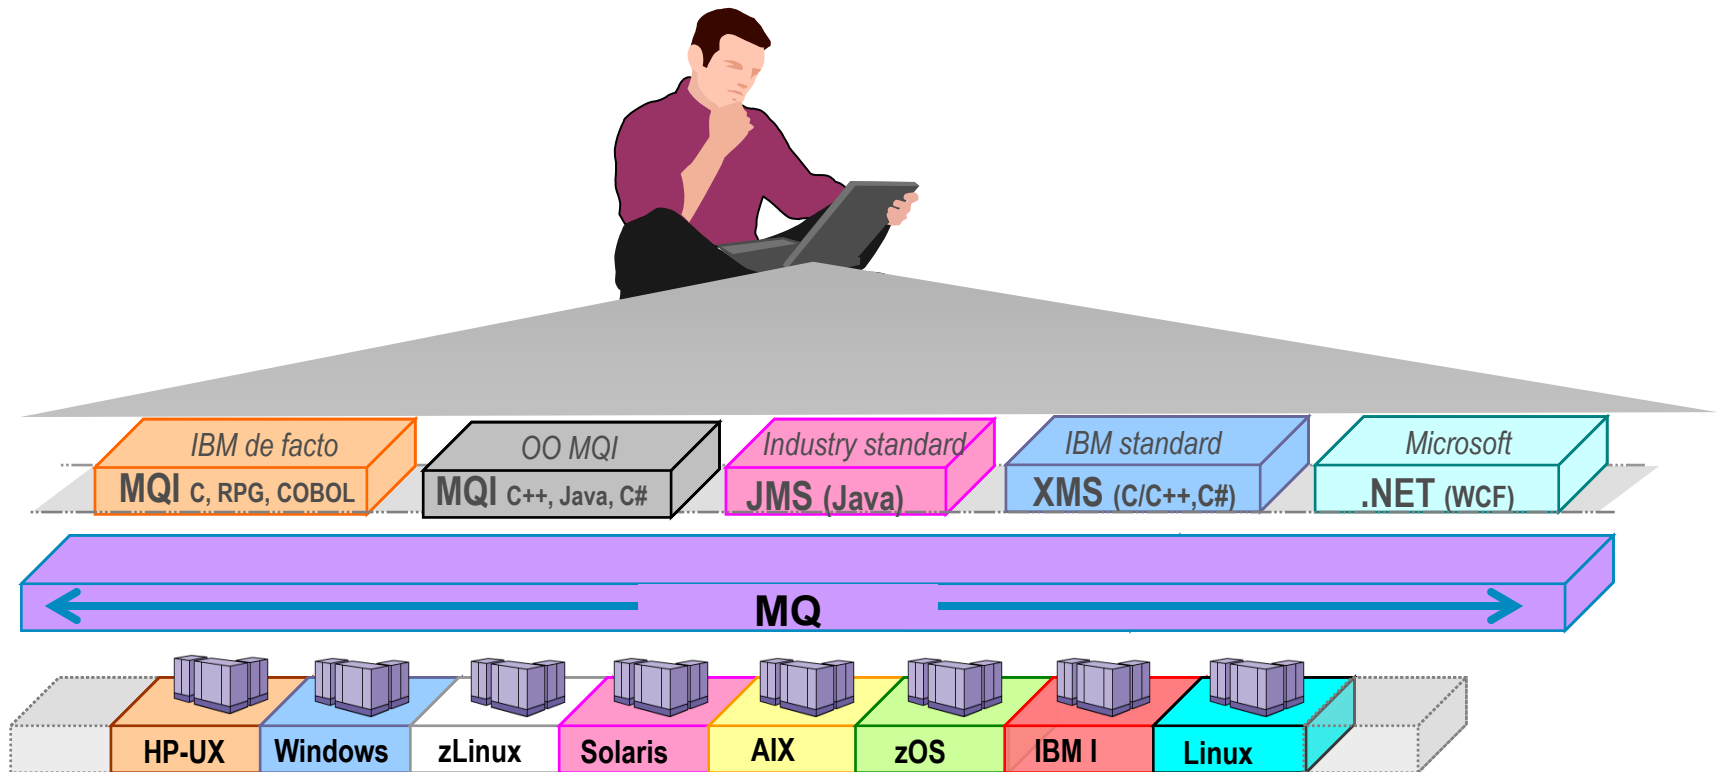 IBM de facto
MQI C, RPG, COBOL
OO MQI
MQI C++, Java, C#
Industry standard
JMS (Java)
IBM standard
XMS (C/C++,C#)
Microsoft
.NET (WCF)
MQ
HP-UX
Windows
zLinux
Solaris
AIX
zOS
IBM I
Linux